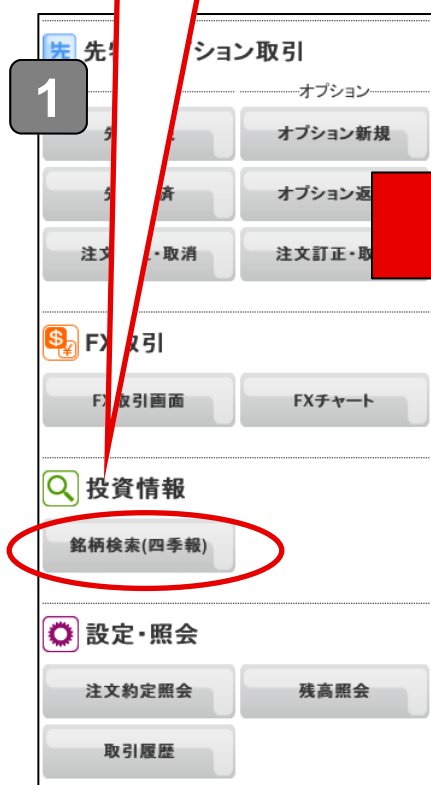 先 先 ション取引
1
オプション
オプション新規
済 オプション返
注文 ・取消 注文訂正・取
FX取引
FX取引画面 FXチャート
投資情報
銘柄検索(四季報)
設定・照会
注文約定照会 残高照会
取引履歴